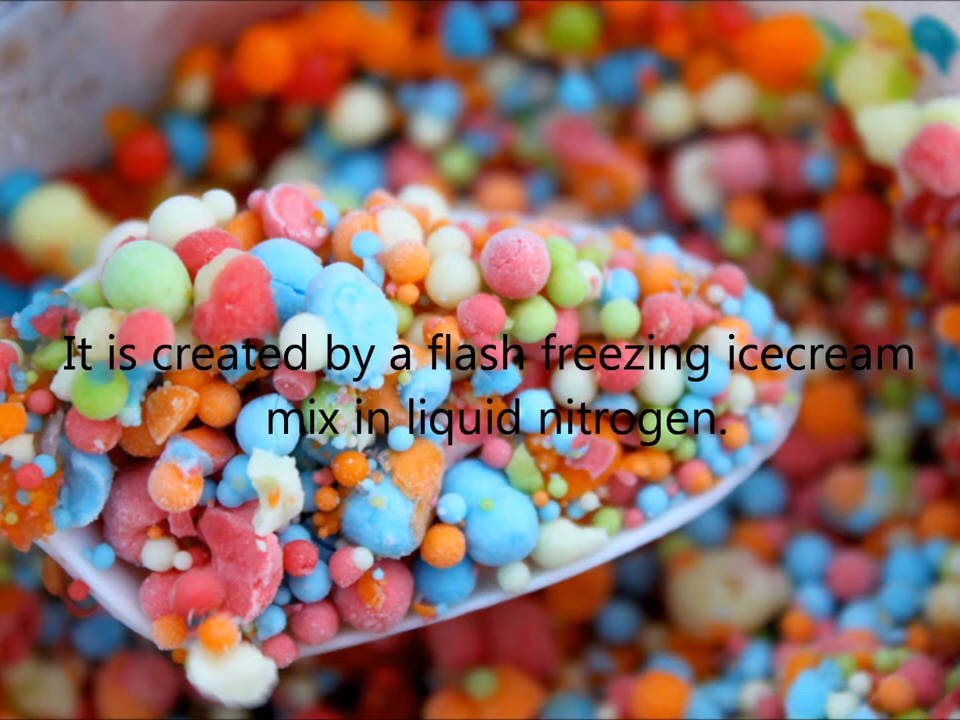 It is created by a flash freezing icecream
mix in liquid nitrogen.